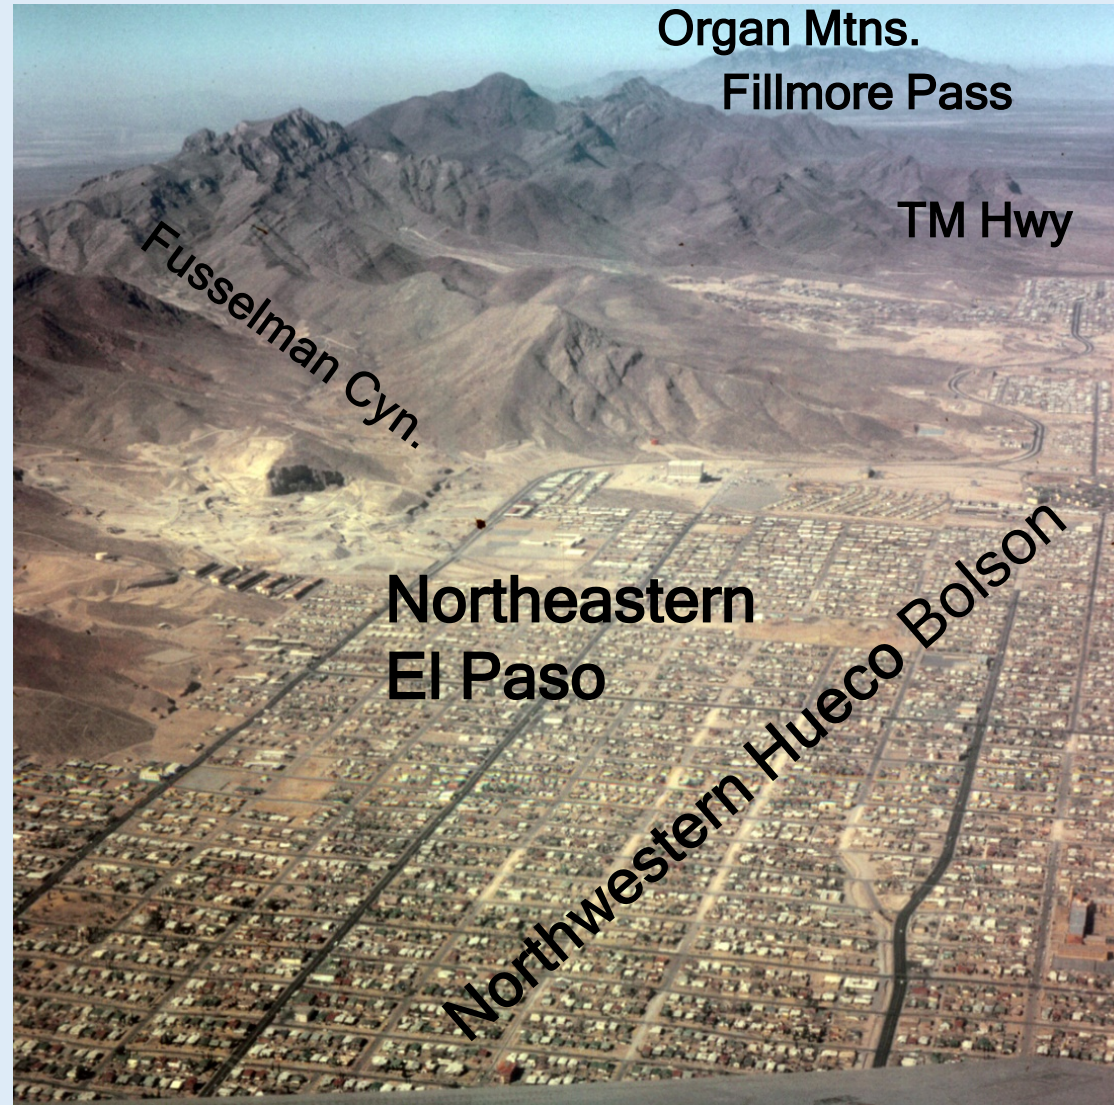 Organ Mtns.
Fillmore Pass
TM Hwy
Fusselman Cyn.
Northeastern
El Paso
Northwestern Hueco Bolson